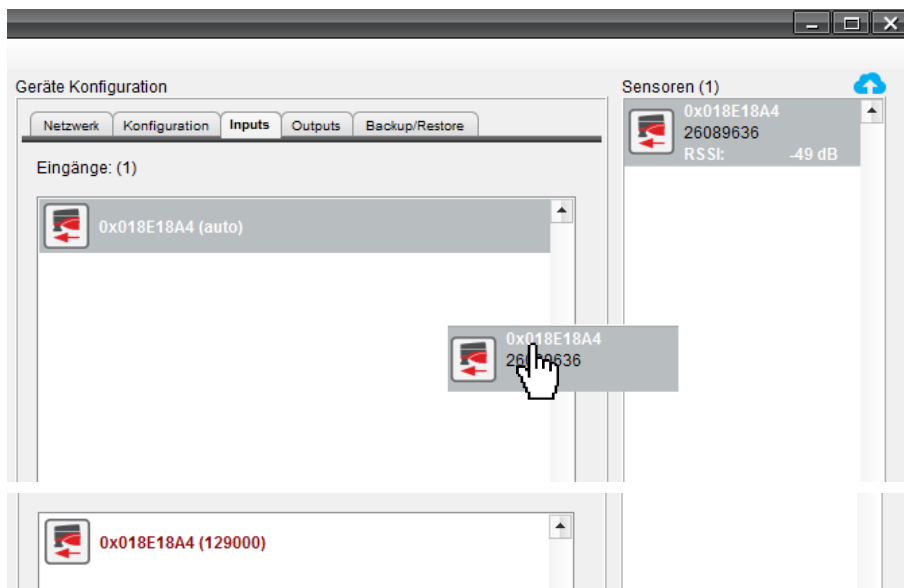 Geräte Konfiguration
Netzwerk Konfiguration Inputs Outputs Backup/Restore
Eingänge: (1)
0x018E18A4 (auto)
Sensoren (1)
0x018E18A4
26089636
RSSI: -49 dB
0x018E18A4
0x018E18A4 (129000)